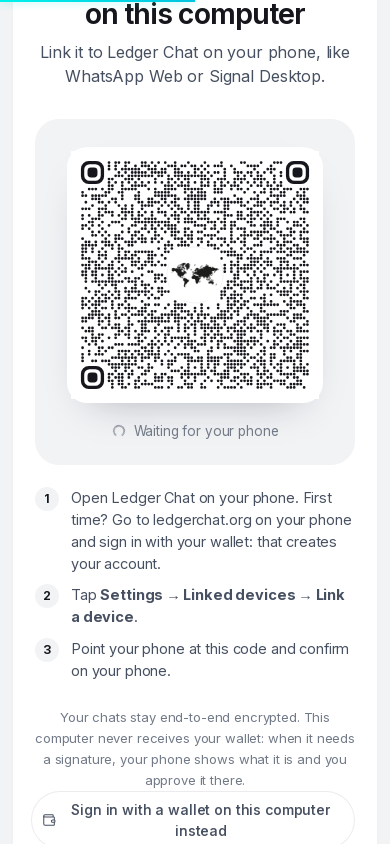 on this computer
Link it to Ledger Chat on your phone, like
WhatsApp Web or Signal Desktop.
Waiting for your phone
1 Open Ledger Chat on your phone. First
time? Go to ledgerchat.org on your phone
and sign in with your wallet: that creates
your account.
2 Tap Settings → Linked devices → Link
a device.
3 Point your phone at this code and confirm
on your phone.
Your chats stay end-to-end encrypted. This
computer never receives your wallet: when it needs
a signature, your phone shows what it is and you
approve it there.
Sign in with a wallet on this computer
instead